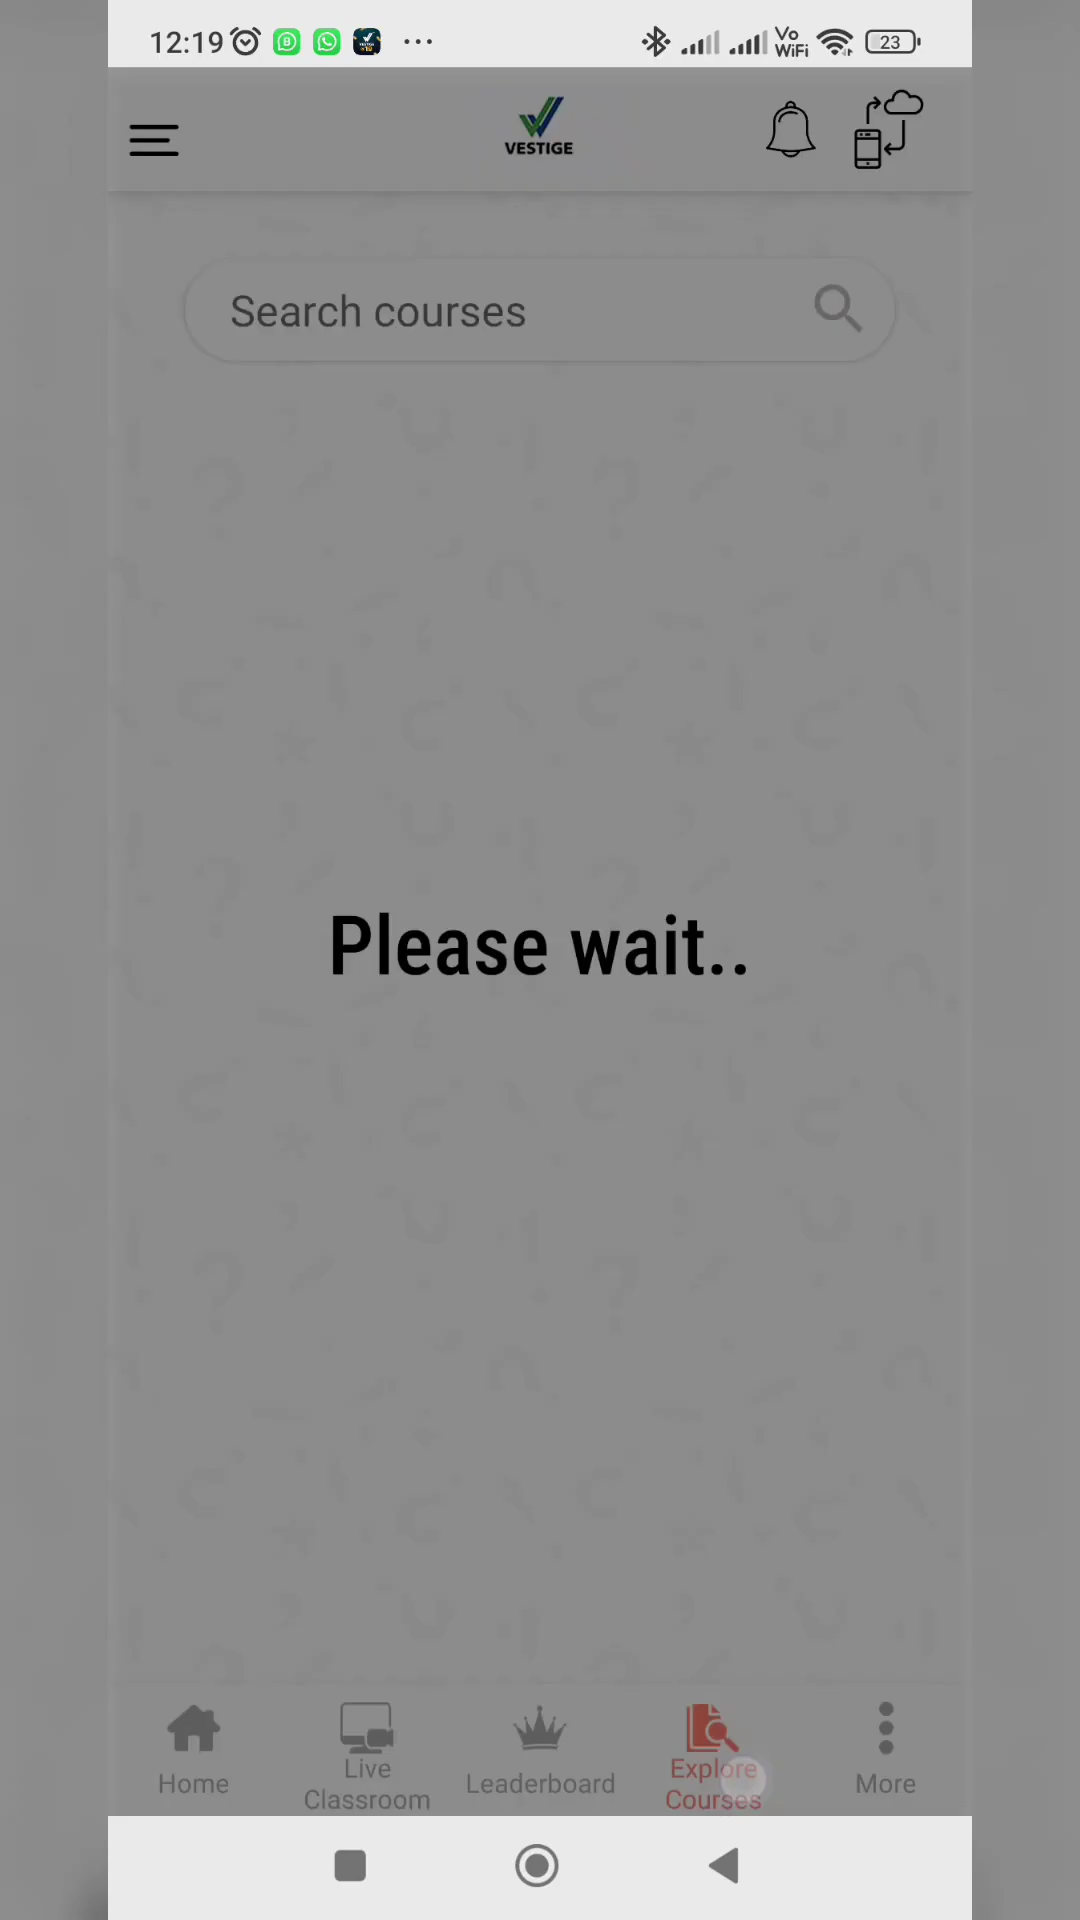 12:19
Vo
WiFi
23
VESTIGE
Search courses
Please wait..
Home
Live
Classroom
Leaderboard
Explore
Courses
More